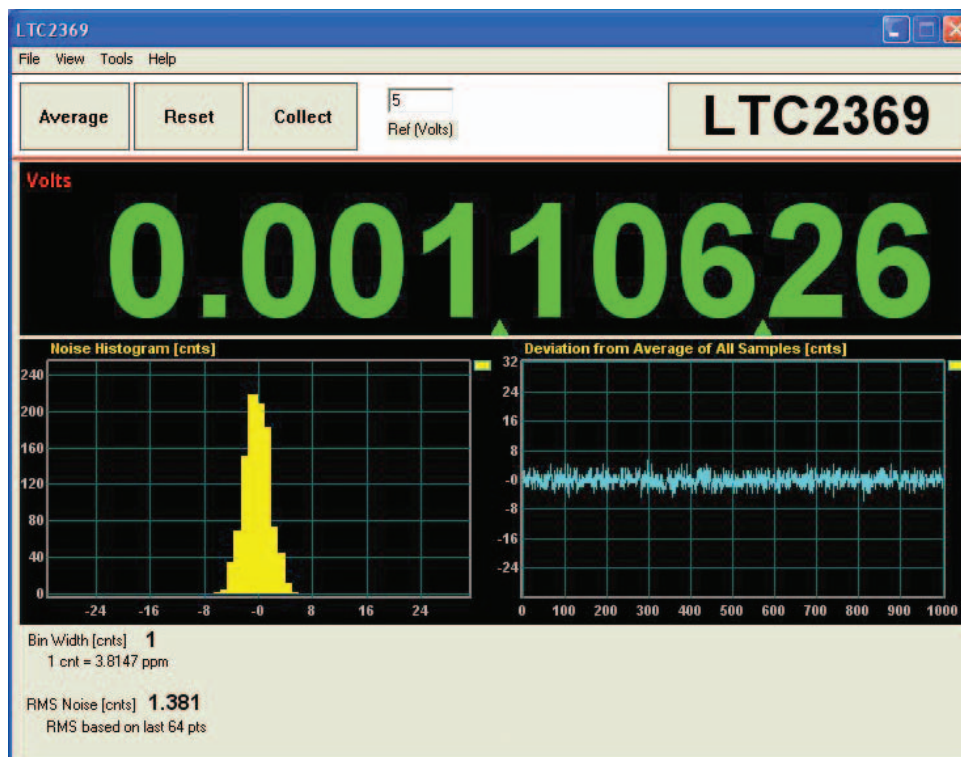 LTC2369
File View Tools Help
Average Reset Collect
5
Ref (Volts)
LTC2369
Volts
0.00110626
Noise Histogram [cnts]
240
200
160
120
80
40
0
-24 -16 -8 -0 8 16 24
Deviation from Average of All Samples [cnts]
32
24
16
8
-0
-8
-16
-24
0 100 200 300 400 500 600 700 800 900 1000
Bin Width [cnts] 1
1 cnt = 3.8147 ppm
RMS Noise [cnts] 1.381
RMS based on last 64 pts